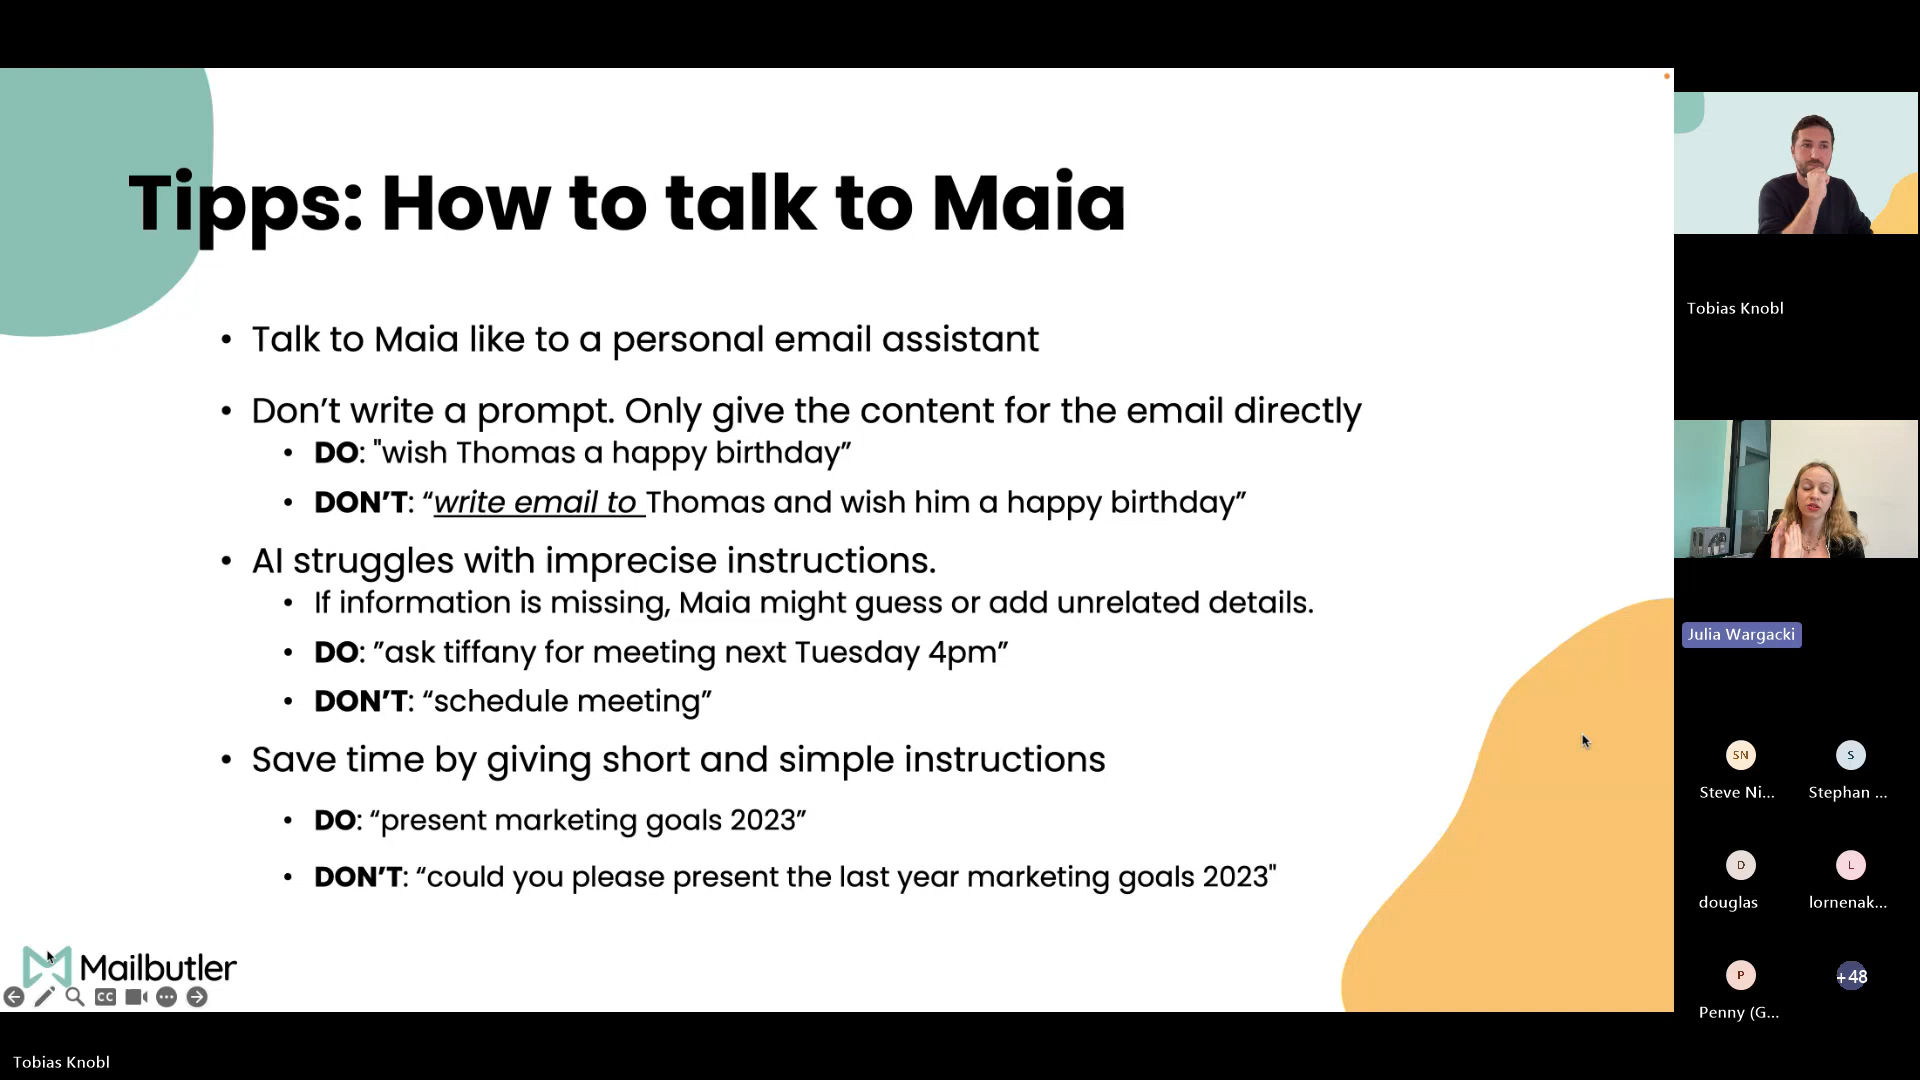 Tipps: How to talk to Maia
• Talk to Maia like to a personal email assistant
• Don’t write a prompt. Only give the content for the email directly
• DO: "wish Thomas a happy birthday”
• DON’T: “write email to Thomas and wish him a happy birthday”
• AI struggles with imprecise instructions.
• If information is missing, Maia might guess or add unrelated details.
• DO: ”ask tiffany for meeting next Tuesday 4pm”
• DON’T: “schedule meeting”
• Save time by giving short and simple instructions
• DO: “present marketing goals 2023”
• DON’T: “could you please present the last year marketing goals 2023"
Mailbutler
CC
Tobias Knobl
Tobias Knobl
Julia Wargacki
SN
S
Steve Ni...
Stephan ...
D
L
douglas
lornenak...
P
+48
Penny (G...